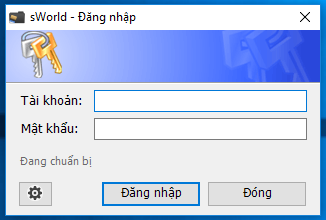 sWorld - Đăng nhập
Tài khoản:
Mật khẩu:
Đang chuẩn bị
Đăng nhập Đóng